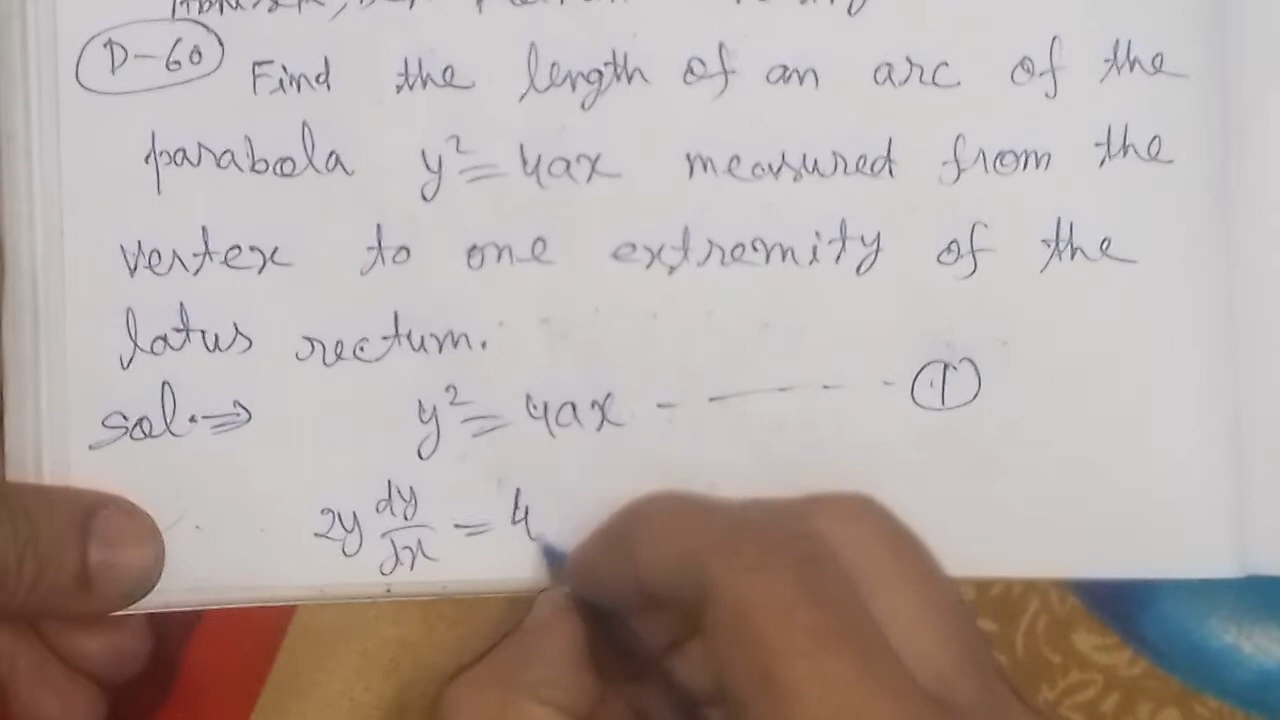 D-60 Find the length of an arc of the
parabola y² = 4ax measured from the
vertex to one extremity of the
latus rectum.
Sol. ⇒ y² = 4ax - —— - - - ①
2y dy/dx = 4